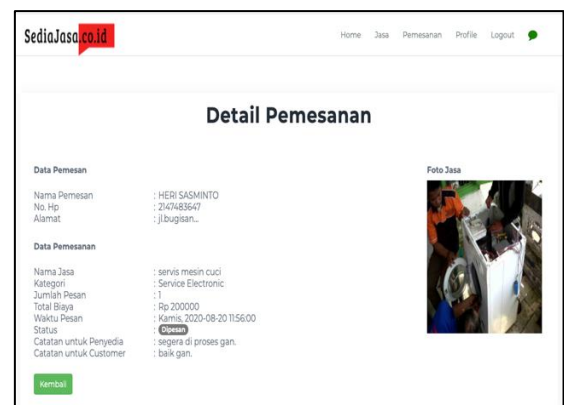 SediaJasa.co.id
Home Jasa Pemesanan Profile Logout
Detail Pemesanan
Data Pemesan
Nama Pemesan : HERI SASMINTO
No. Hp : 2147483647
Alamat : jl.bugisan...
Data Pemesanan
Nama Jasa : servis mesin cuci
Kategori : Service Electronic
Jumlah Pesan : 1
Total Biaya : Rp 200000
Waktu Pesan : Kamis, 2020-08-20 11:56:00
Status : Dipesan
Catatan untuk Penyedia : segera di proses gan.
Catatan untuk Customer : baik gan.
Kembali
Foto Jasa